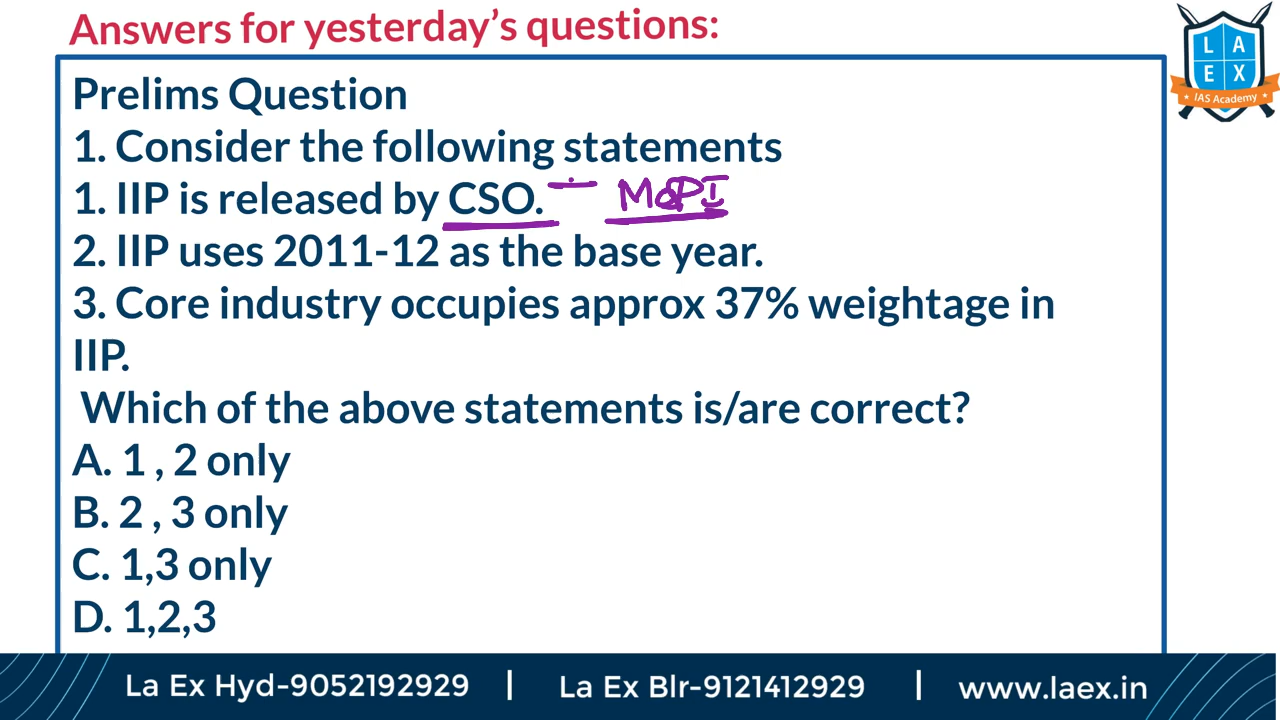 Answers for yesterday's questions:
L A
E X
IAS Academy
Prelims Question
1. Consider the following statements
1. IIP is released by CSO. - MoSPI
2. IIP uses 2011-12 as the base year.
3. Core industry occupies approx 37% weightage in
IIP.
Which of the above statements is/are correct?
A. 1 , 2 only
B. 2 , 3 only
C. 1,3 only
D. 1,2,3
La Ex Hyd-9052192929 | La Ex Blr-9121412929 | www.laex.in